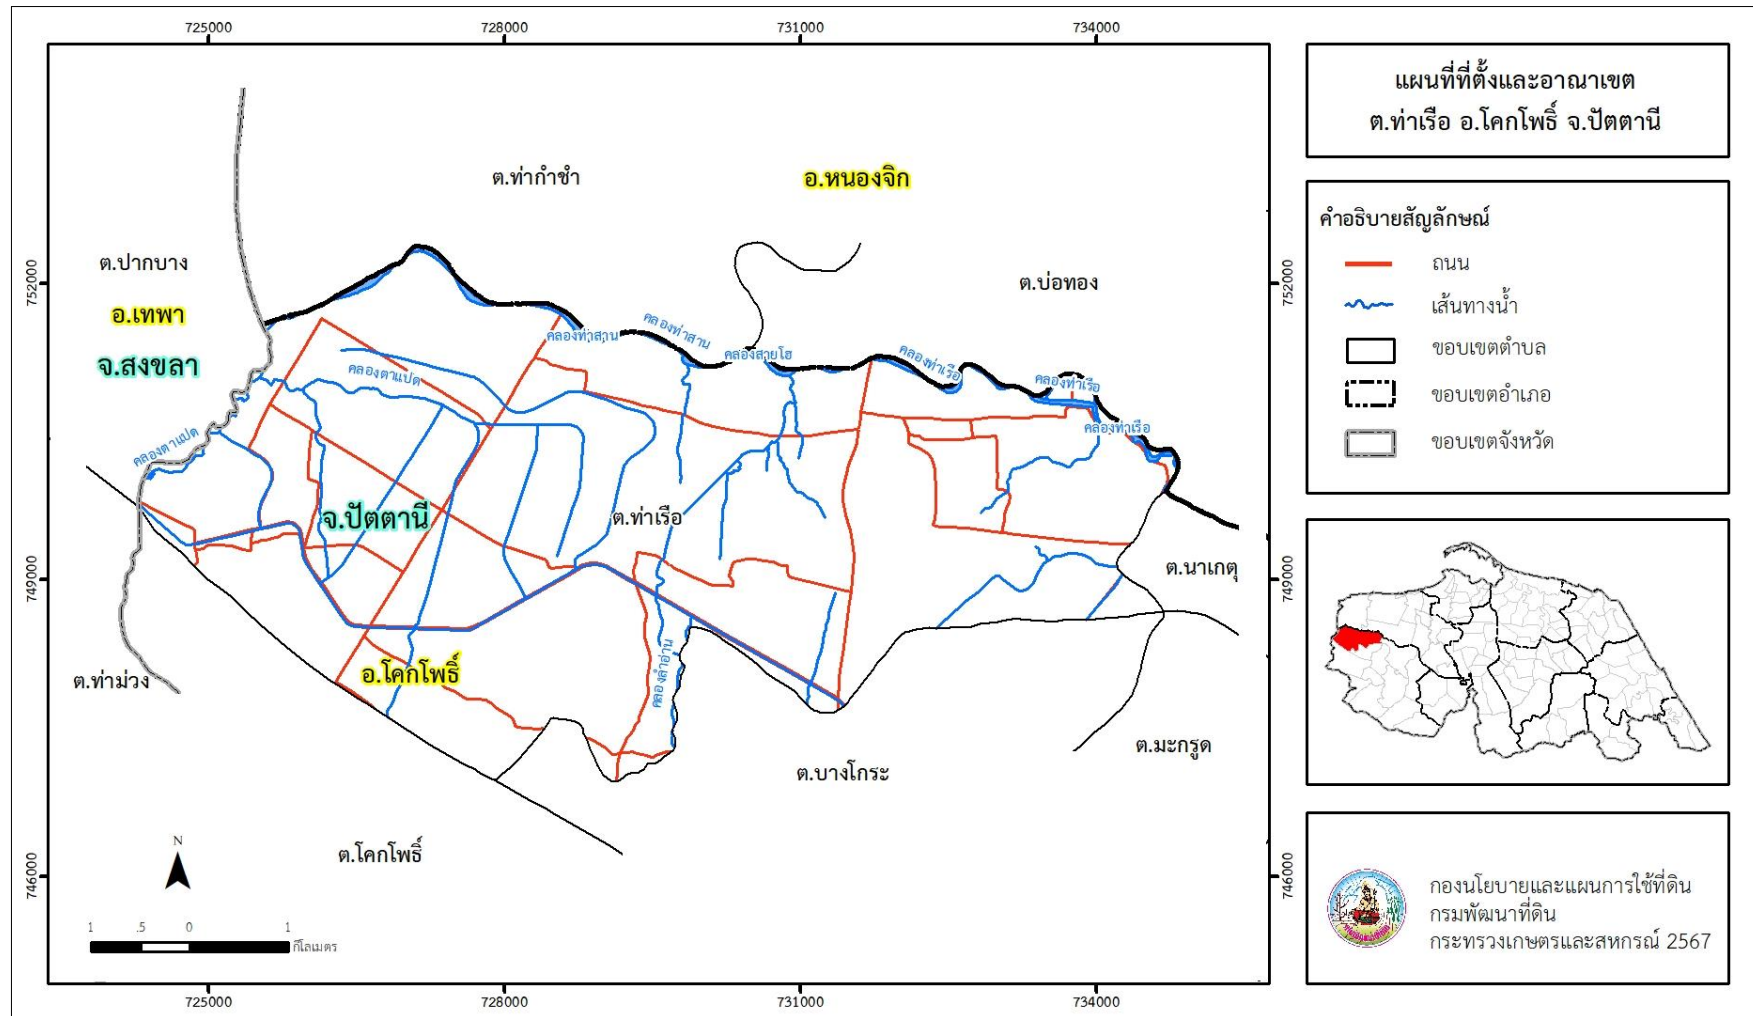 725000
728000
731000
734000
แผนที่ที่ตั้งและอาณาเขต
ต.ท่าเรือ อ.โคกโพธิ์ จ.ปัตตานี
ต.ท่ากำชำ
อ.หนองจิก
ต.ปากบาง
ต.บ่อทอง
752000
752000
อ.เทพา
จ.สงขลา
คลองท่าสาน
คลองท่าสาน
คลองสายโฮ
คลองท่าเรือ
คลองท่าเรือ
คลองท่าเรือ
คลองตาแปด
คลองตาแปด
จ.ปัตตานี
ต.ท่าเรือ
ต.นาเกตุ
749000
749000
คลองลำอ่าน
ต.ท่าม่วง
อ.โคกโพธิ์
ต.มะกรูด
ต.บางโกระ
ต.โคกโพธิ์
746000
746000
N
1 .5 0 1
กิโลเมตร
725000
728000
731000
734000
คำอธิบายสัญลักษณ์
ถนน
เส้นทางน้ำ
ขอบเขตตำบล
ขอบเขตอำเภอ
ขอบเขตจังหวัด
กองนโยบายและแผนการใช้ที่ดิน
กรมพัฒนาที่ดิน
กระทรวงเกษตรและสหกรณ์ 2567